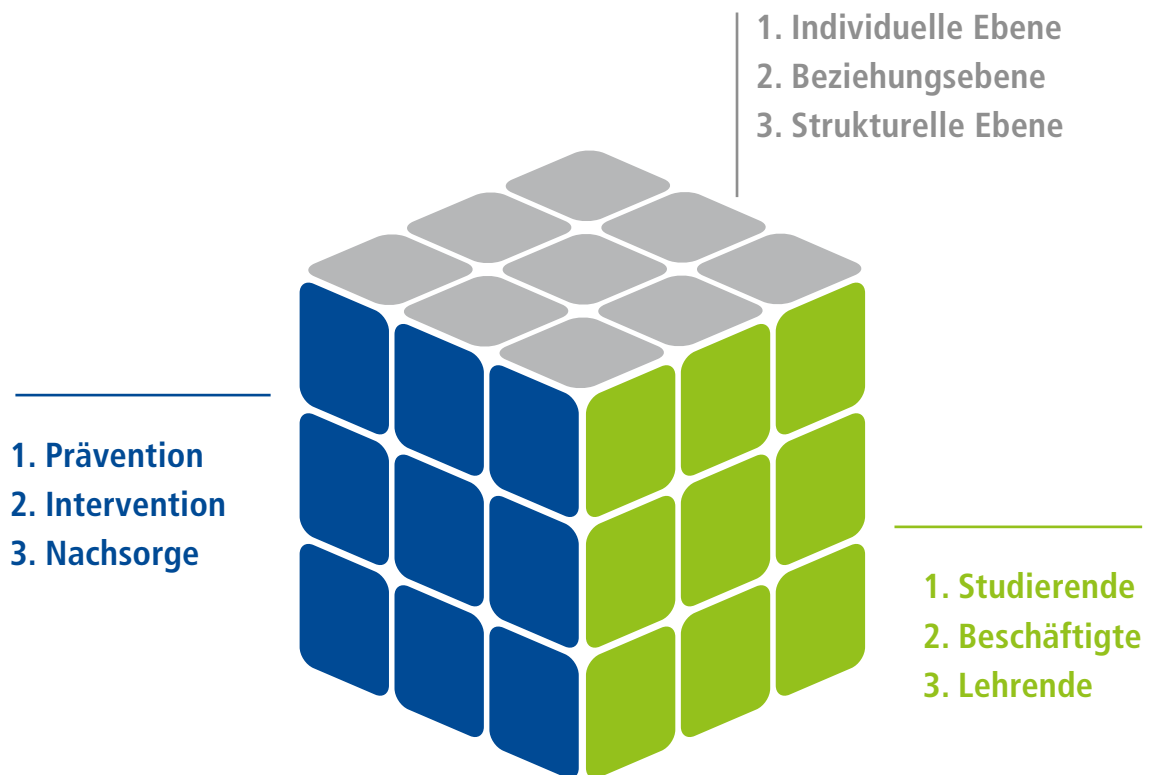 1. Individuelle Ebene
2. Beziehungsebene
3. Strukturelle Ebene
1. Prävention
2. Intervention
3. Nachsorge
1. Studierende
2. Beschäftigte
3. Lehrende